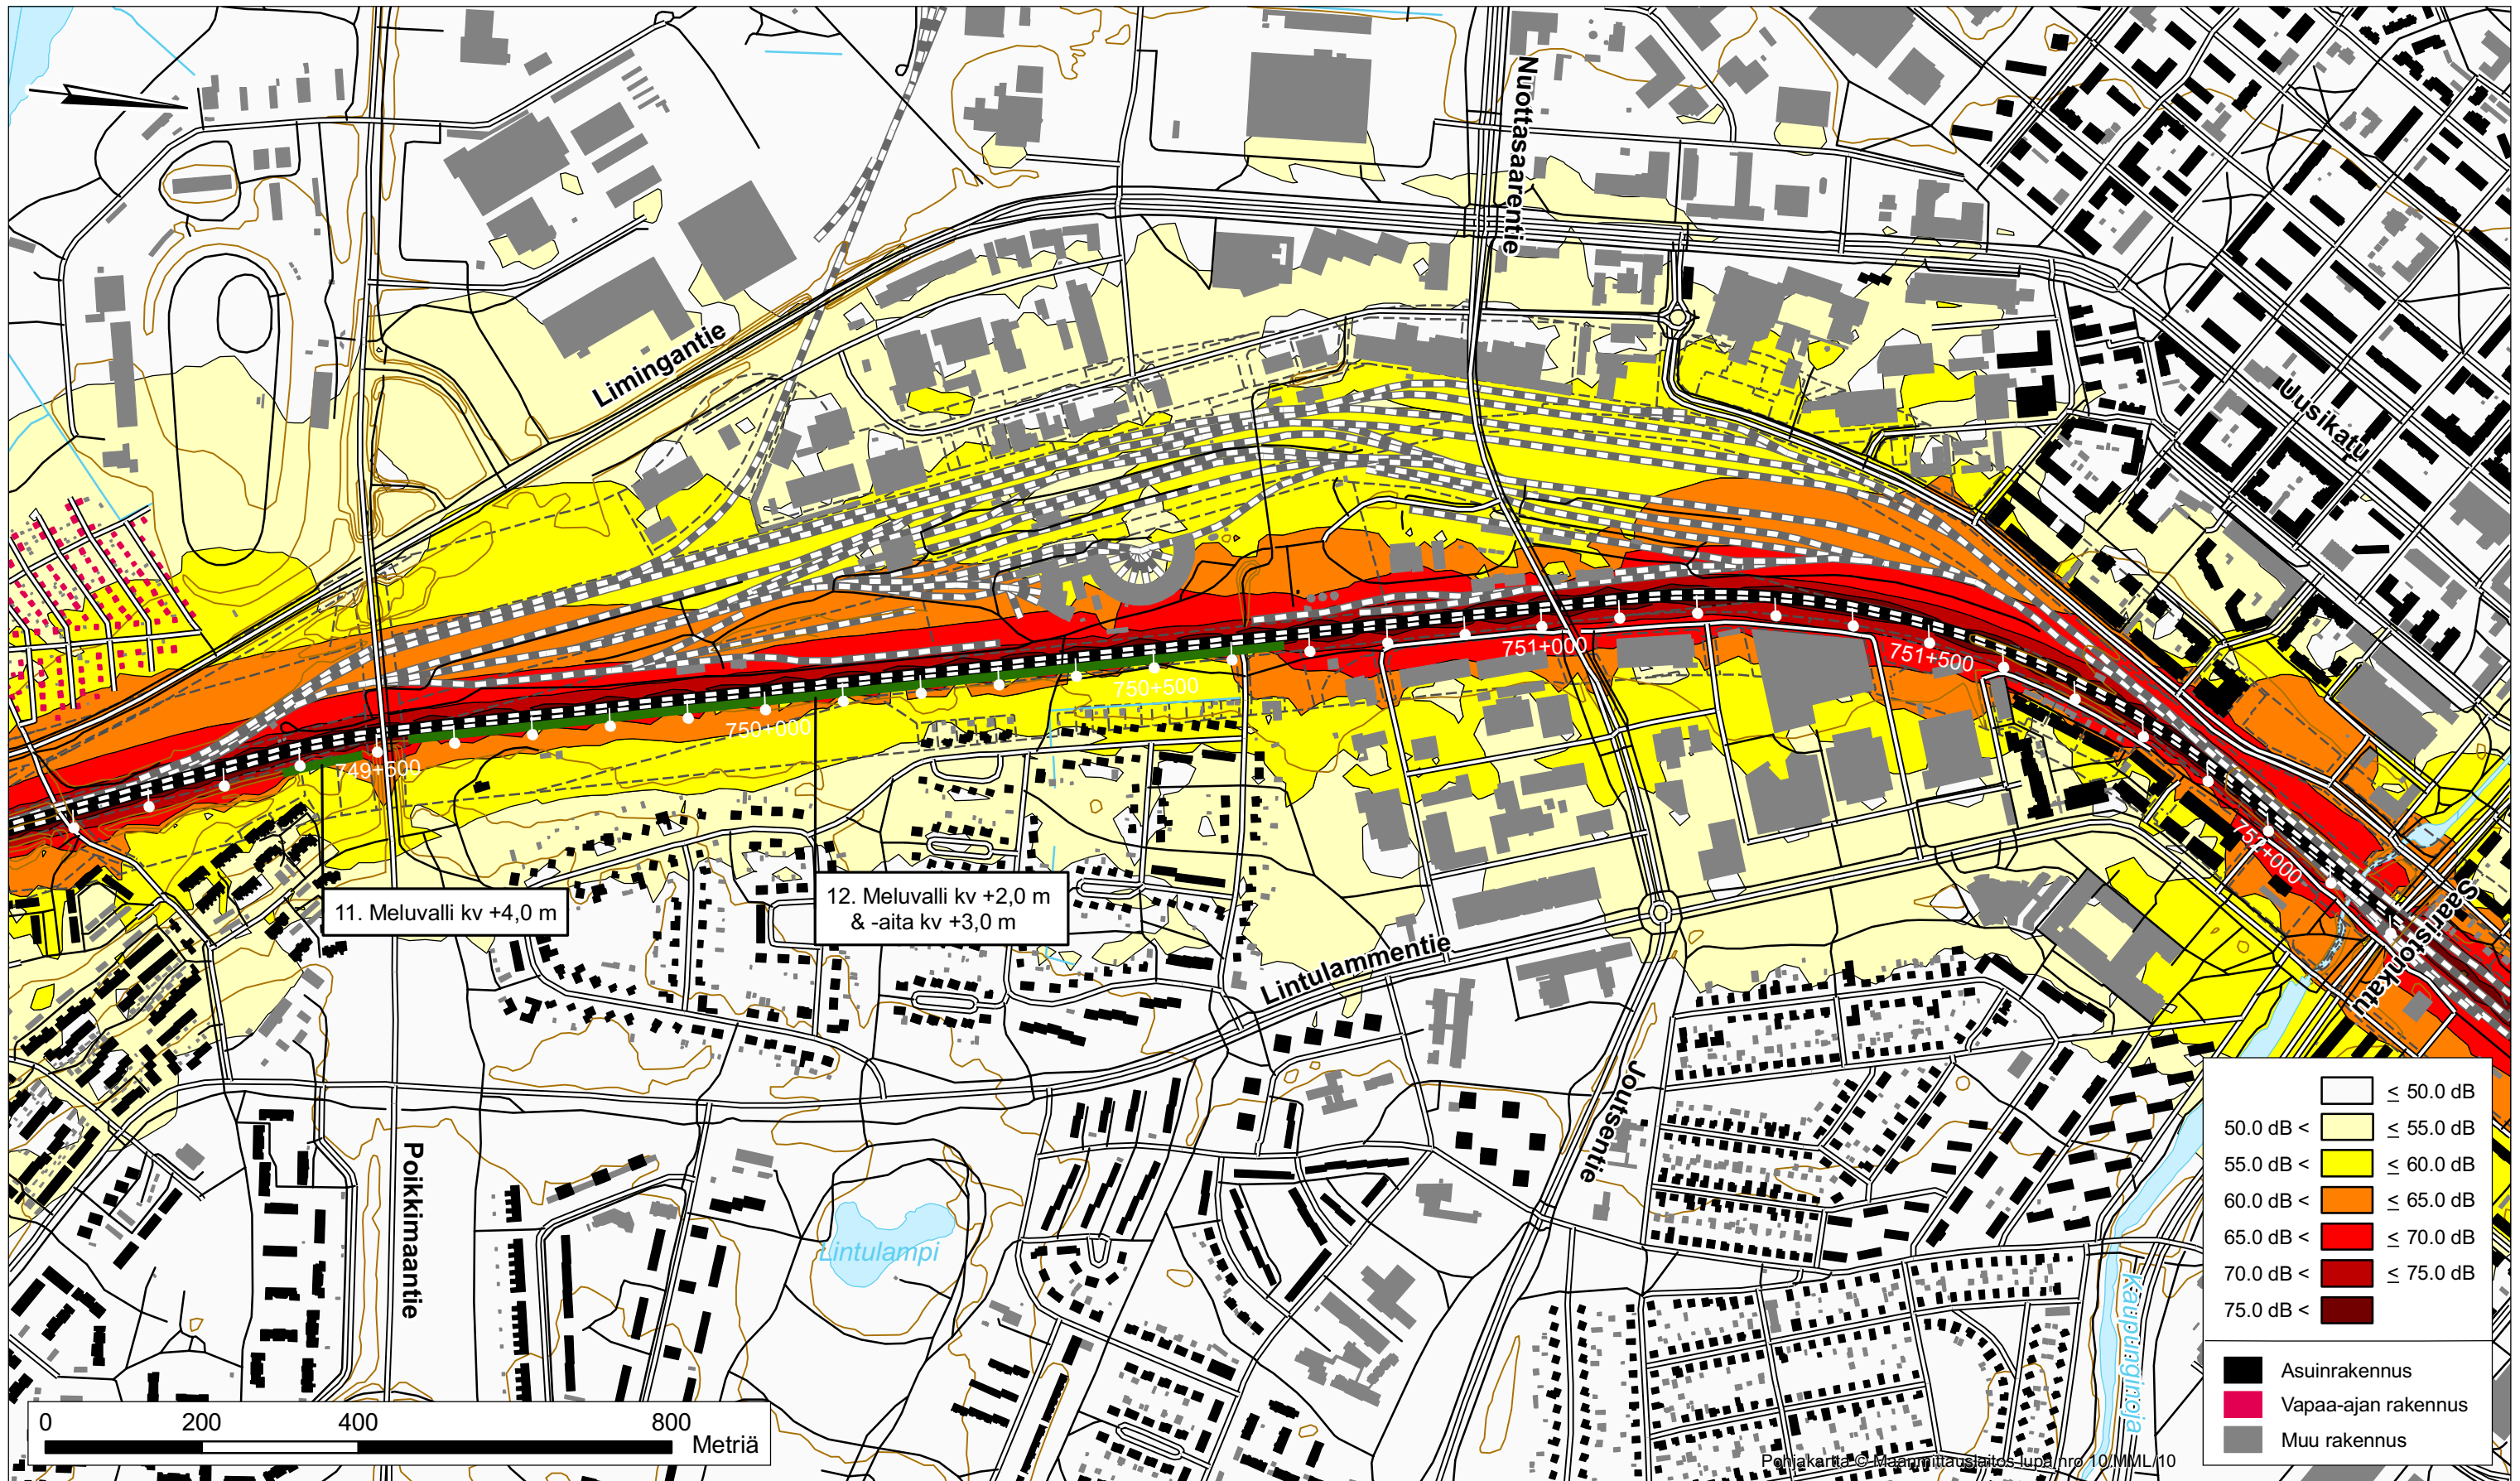 Nuottasaarentie
Limingantie
Uusikatu
751+000
751+500
750+500
750+000
749+600
752+000
11. Meluvalli kv +4,0 m
12. Meluvalli kv +2,0 m
& -aita kv +3,0 m
Saaristonkatu
Lintulammentie
Joutsentie
Poikkimaantie
Lintulampi
Kaupunginoja
≤ 50.0 dB
50.0 dB < ≤ 55.0 dB
55.0 dB < ≤ 60.0 dB
60.0 dB < ≤ 65.0 dB
65.0 dB < ≤ 70.0 dB
70.0 dB < ≤ 75.0 dB
75.0 dB <
Asuinrakennus
Vapaa-ajan rakennus
Muu rakennus
0 200 400 800
Metriä
Pohjakartta © Maanmittauslaitos lupa nro 10/MML/10